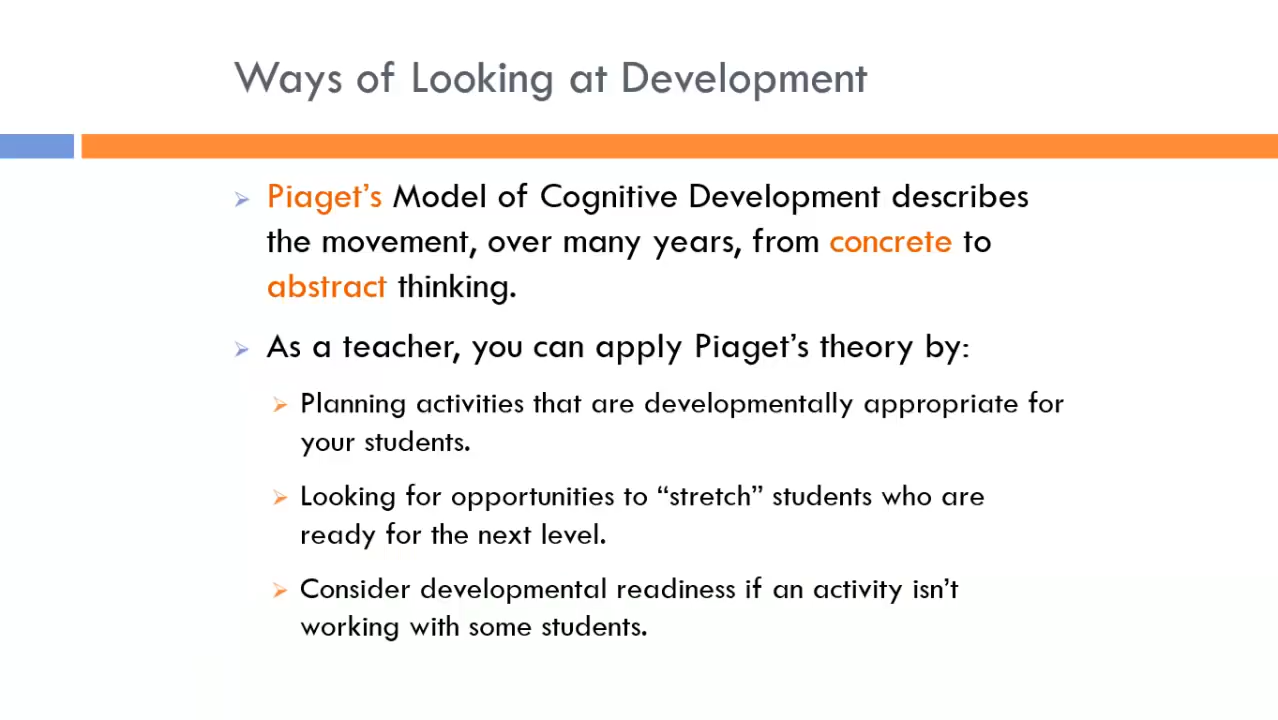 Ways of Looking at Development
Piaget’s Model of Cognitive Development describes
the movement, over many years, from concrete to
abstract thinking.
As a teacher, you can apply Piaget’s theory by:
Planning activities that are developmentally appropriate for
your students.
Looking for opportunities to “stretch” students who are
ready for the next level.
Consider developmental readiness if an activity isn’t
working with some students.